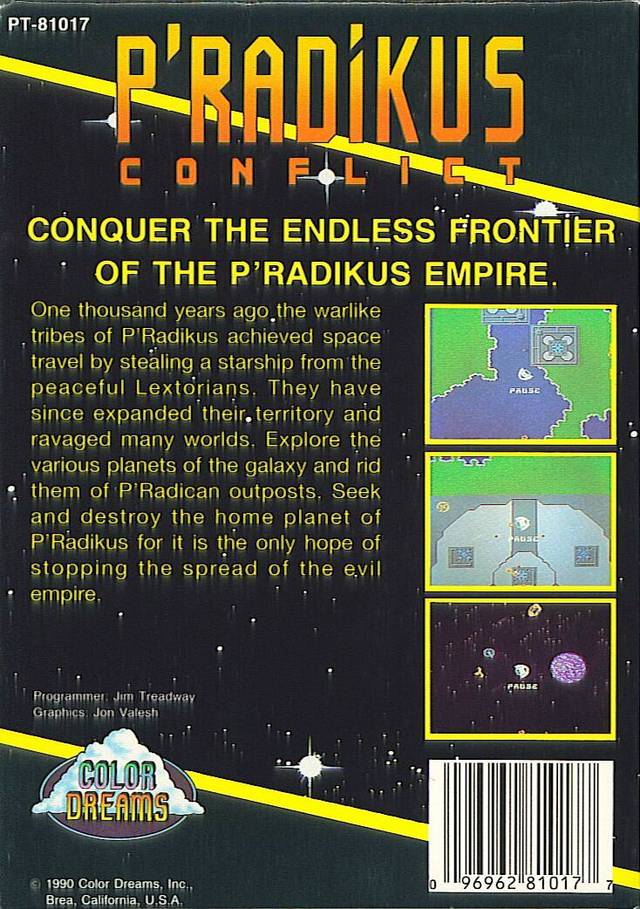 PT-81017
P'RADIKUS
CONFLICT
CONQUER THE ENDLESS FRONTIER
OF THE P'RADIKUS EMPIRE.
One thousand years ago the warlike
tribes of P'Radikus achieved space
travel by stealing a starship from the
peaceful Lextorians. They have
since expanded their territory and
ravaged many worlds. Explore the
various planets of the galaxy and rid
them of P'Radican outposts. Seek
and destroy the home planet of
P'Radikus for it is the only hope of
stopping the spread of the evil
empire.
PAUSE
PAUSE
PAUSE
Programmer: Jim Treadway
Graphics: Jon Valesh
COLOR
DREAMS
© 1990 Color Dreams, Inc.,
Brea, California, U.S.A.
0 96962 81017 7